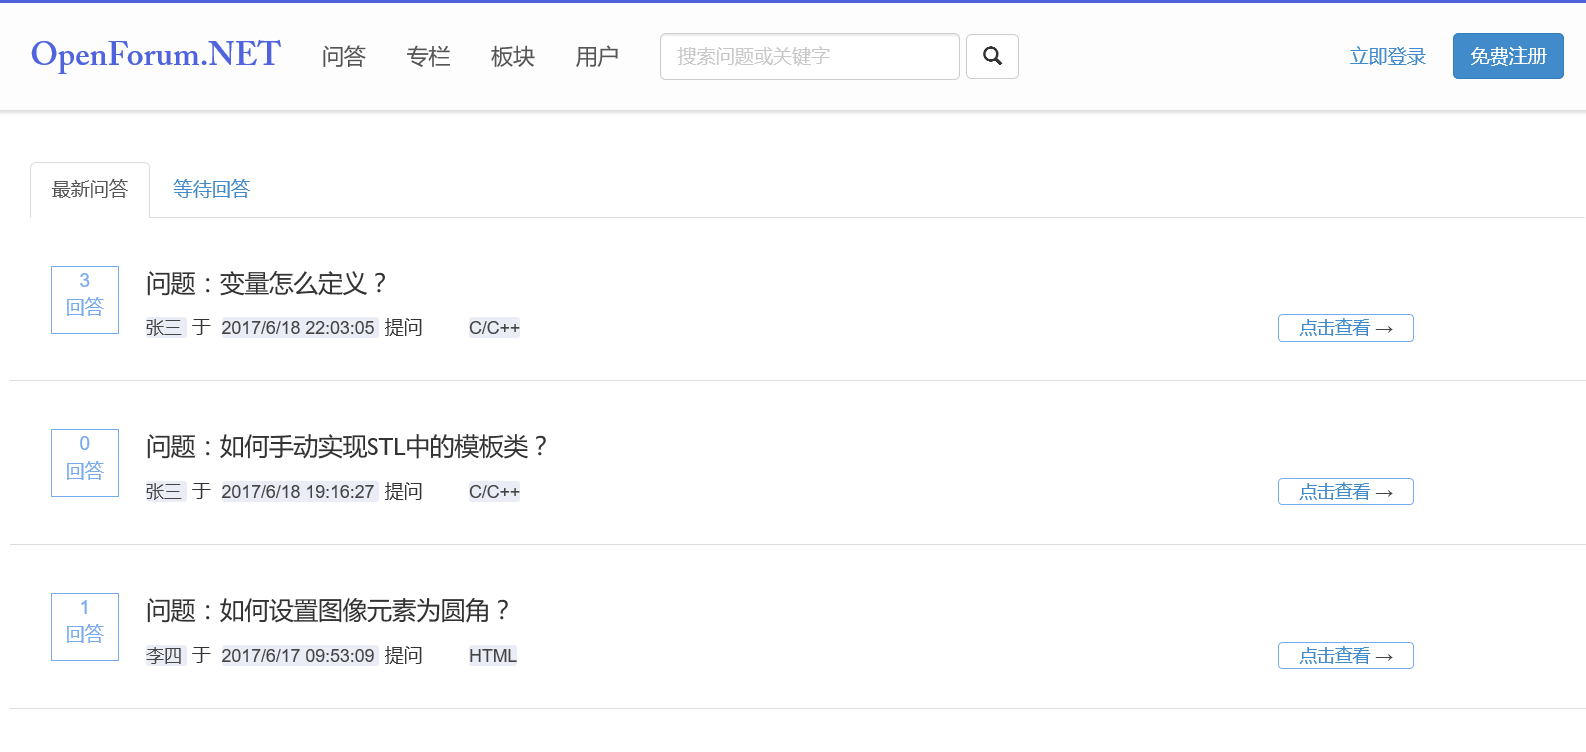 OpenForum.NET 问答 专栏 板块 用户 搜索问题或关键字 立即登录 免费注册
最新问答 等待回答
3
回答
问题：变量怎么定义？
张三 于 2017/6/18 22:03:05 提问 C/C++ 点击查看 →
0
回答
问题：如何手动实现STL中的模板类？
张三 于 2017/6/18 19:16:27 提问 C/C++ 点击查看 →
1
回答
问题：如何设置图像元素为圆角？
李四 于 2017/6/17 09:53:09 提问 HTML 点击查看 →